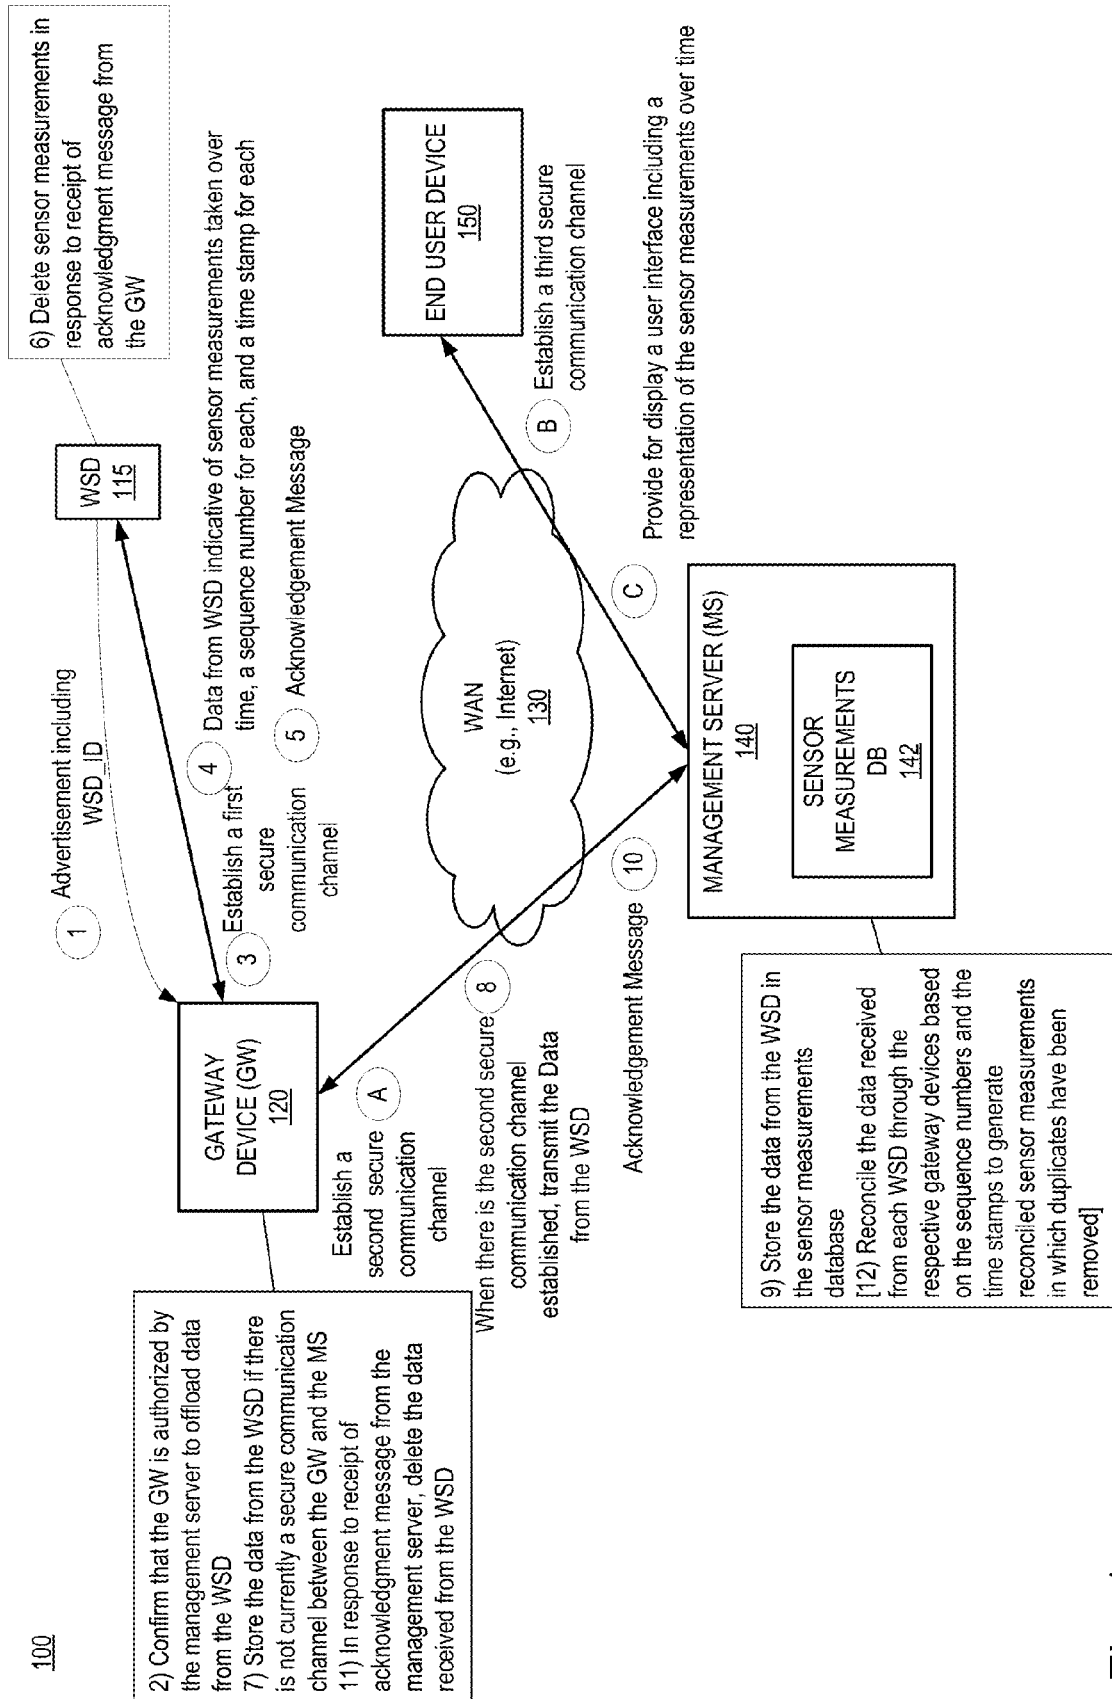 100
6) Delete sensor measurements in
response to receipt of
acknowledgment message from
the GW
WSD
115
1
Advertisement including
WSD_ID
4
Data from WSD indicative of sensor measurements taken over
time, a sequence number for each, and a time stamp for each
3
Establish a first
secure
communication
channel
5
Acknowledgement Message
GATEWAY
DEVICE (GW)
120
2) Confirm that the GW is authorized by
the management server to offload data
from the WSD
7) Store the data from the WSD if there
is not currently a secure communication
channel between the GW and the MS
11) In response to receipt of
acknowledgment message from the
management server, delete the data
received from the WSD
A
Establish a
second secure
communication
channel
8
When there is the second secure
communication channel
established, transmit the Data
from the WSD
WAN
(e.g., Internet)
130
END USER DEVICE
150
B
Establish a third secure
communication channel
C
Provide for display a user interface including a
representation of the sensor measurements over time
Acknowledgement Message
10
MANAGEMENT SERVER (MS)
140
SENSOR
MEASUREMENTS
DB
142
9) Store the data from the WSD in
the sensor measurements
database
[12) Reconcile the data received
from each WSD through the
respective gateway devices based
on the sequence numbers and the
time stamps to generate
reconciled sensor measurements
in which duplicates have been
removed]